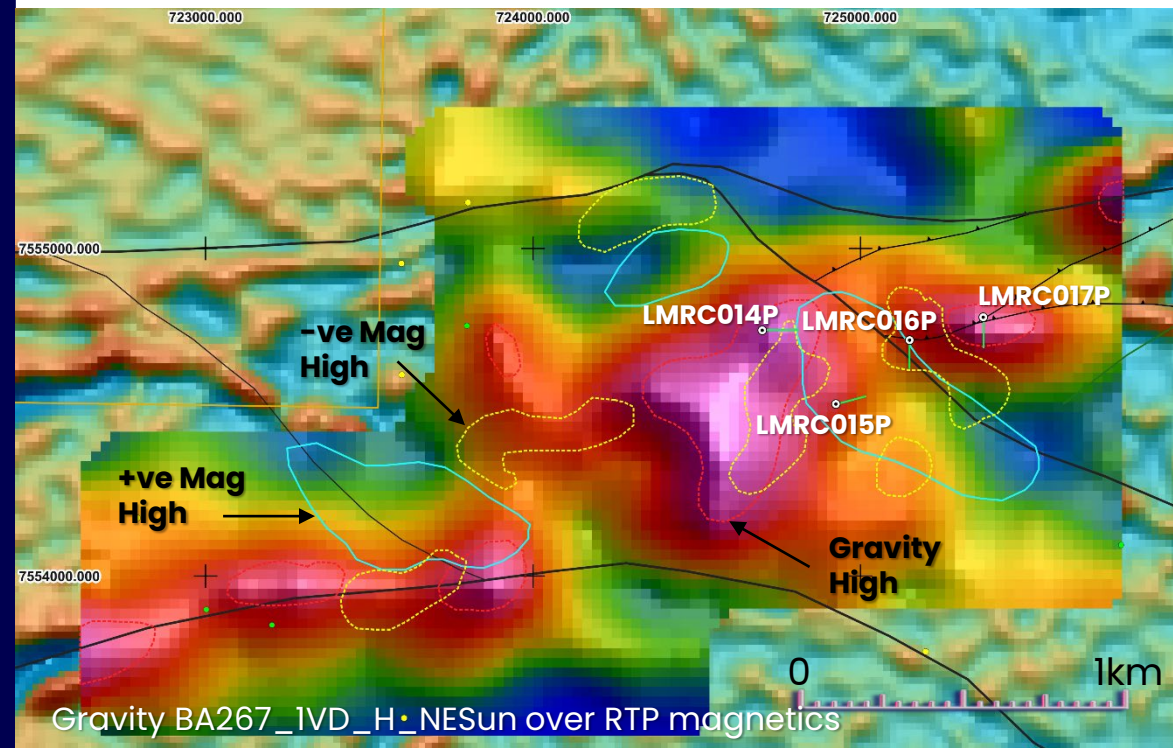 723000.000
724000.000
725000.000
7555000.000
LMRC017P
LMRC014P
LMRC016P
-ve Mag
High
LMRC015P
+ve Mag
High
Gravity
High
7554000.000
0
1km
Gravity BA267_1VD_H_NESun over RTP magnetics